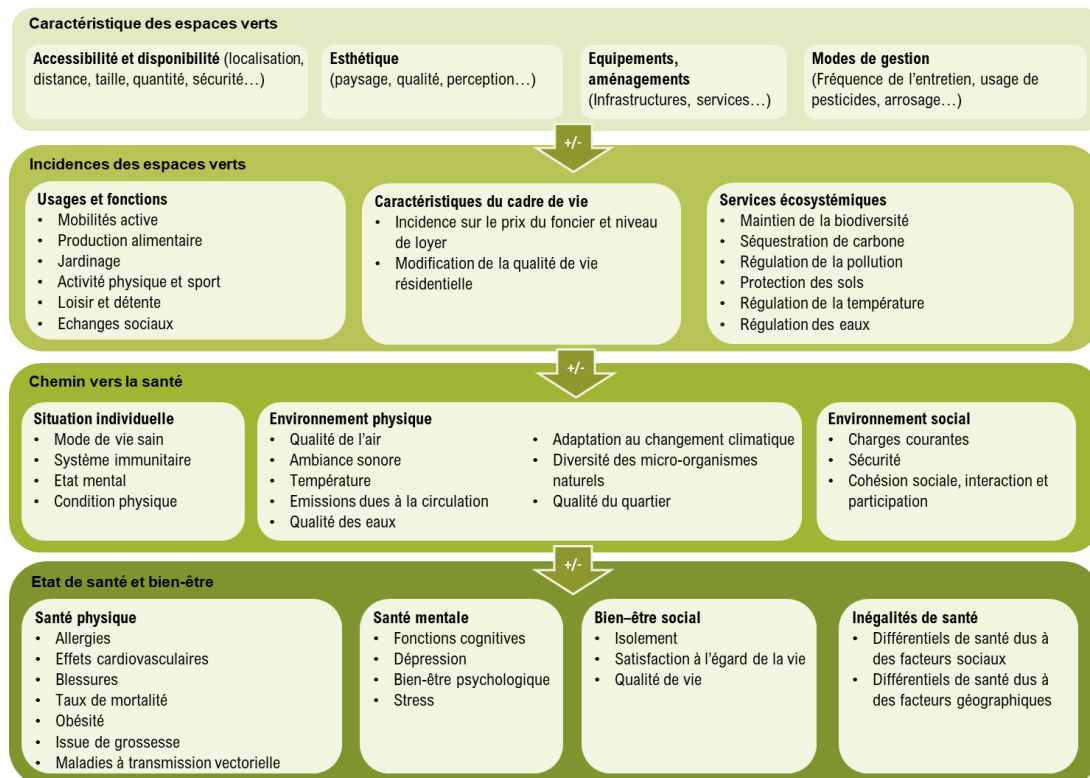 Caractéristique des espaces verts
Accessibilité et disponibilité (localisation,
distance, taille, quantité, sécurité…)
Esthétique
(paysage, qualité, perception…)
Equipements,
aménagements
(Infrastructures, services…)
Modes de gestion
(Fréquence de l'entretien, usage de
pesticides, arrosage…)
+/-
Incidences des espaces verts
Usages et fonctions
• Mobilités active
• Production alimentaire
• Jardinage
• Activité physique et sport
• Loisir et détente
• Echanges sociaux
Caractéristiques du cadre de vie
• Incidence sur le prix du foncier et niveau
de loyer
• Modification de la qualité de vie
résidentielle
Services écosystémiques
• Maintien de la biodiversité
• Séquestration de carbone
• Régulation de la pollution
• Protection des sols
• Régulation de la température
• Régulation des eaux
+/-
Chemin vers la santé
Situation individuelle
• Mode de vie sain
• Système immunitaire
• Etat mental
• Condition physique
Environnement physique
• Qualité de l'air
• Ambiance sonore
• Température
• Emissions dues à la circulation
• Qualité des eaux
• Adaptation au changement climatique
• Diversité des micro-organismes
naturels
• Qualité du quartier
Environnement social
• Charges courantes
• Sécurité
• Cohésion sociale, interaction et
participation
+/-
Etat de santé et bien-être
Santé physique
• Allergies
• Effets cardiovasculaires
• Blessures
• Taux de mortalité
• Obésité
• Issue de grossesse
• Maladies à transmission vectorielle
Santé mentale
• Fonctions cognitives
• Dépression
• Bien-être psychologique
• Stress
Bien–être social
• Isolement
• Satisfaction à l'égard de la vie
• Qualité de vie
Inégalités de santé
• Différentiels de santé dus à
des facteurs sociaux
• Différentiels de santé dus à
des facteurs géographiques